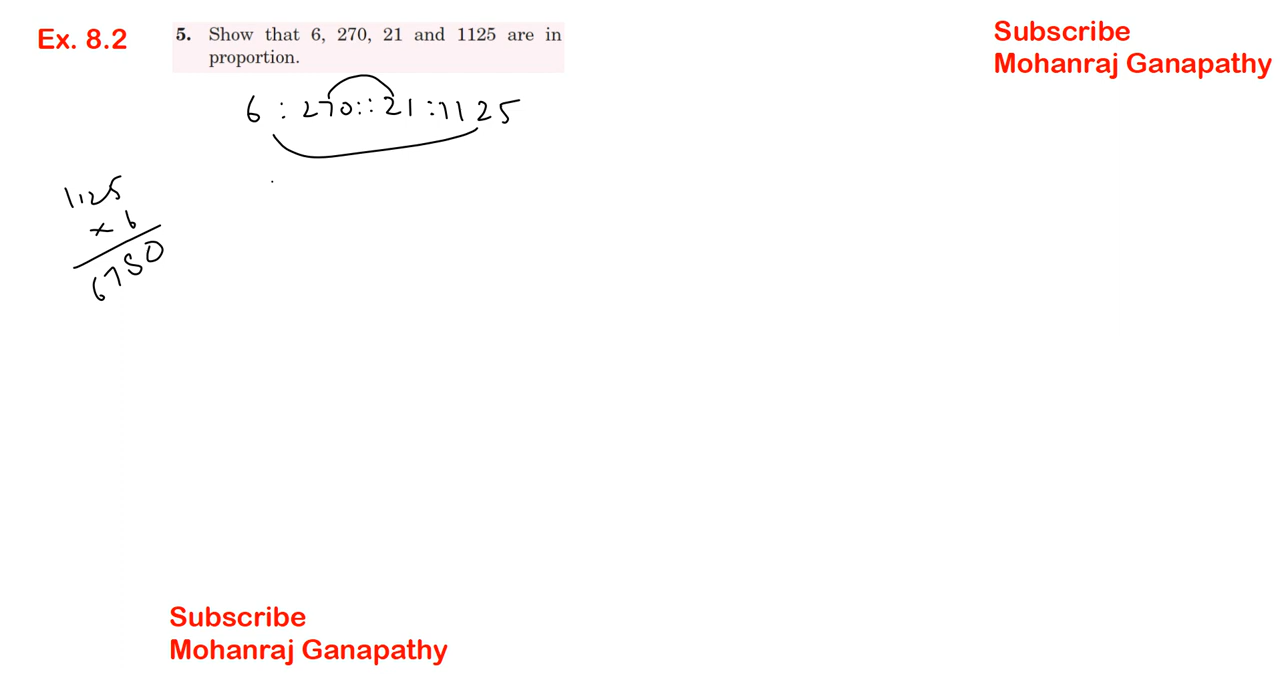 Ex. 8.2
5. Show that 6, 270, 21 and 1125 are in
proportion.
Subscribe
Mohanraj Ganapathy
6 : 270 :: 21 : 1125
1125
× 6
6750
Subscribe
Mohanraj Ganapathy